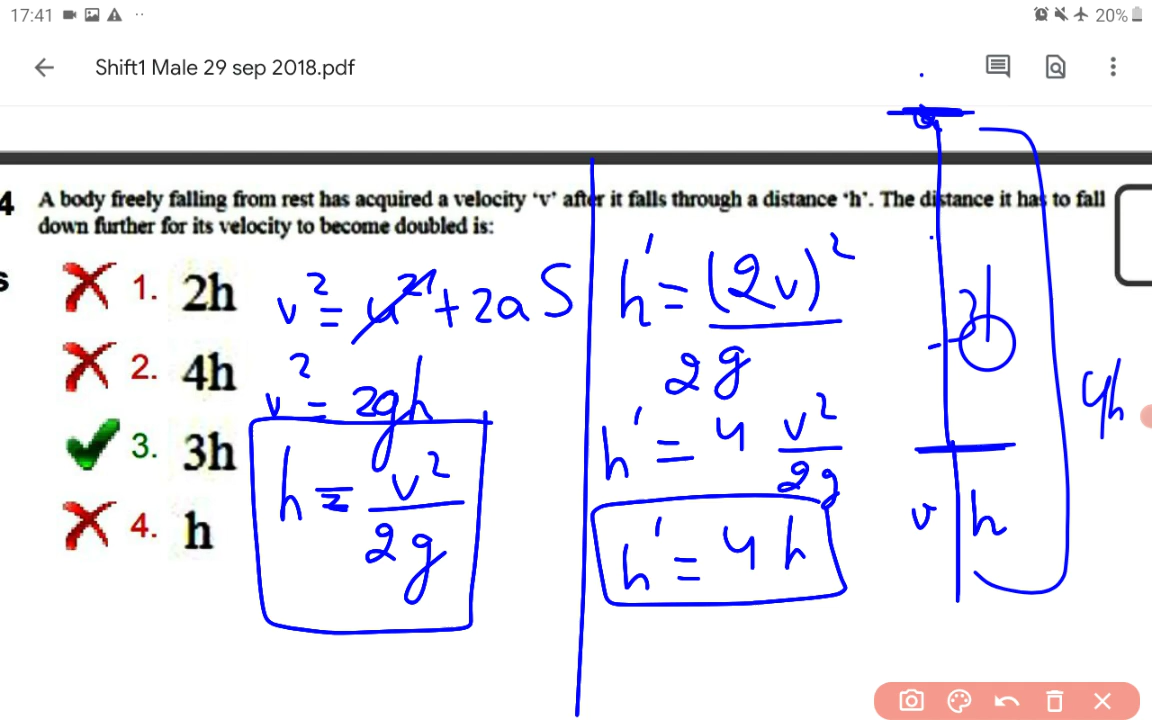 17:41
20%
Shift1 Male 29 sep 2018.pdf
4 A body freely falling from rest has acquired a velocity ‘v’ after it falls through a distance ‘h’. The distance it has to fall
down further for its velocity to become doubled is:
s
1. 2h
2. 4h
3. 3h
4. h
v² = u² + 2aS
v² = 2gh
h = v²/2g
h' = (2v)²/2g
h' = 4 v²/2g
h' = 4h
4h
v h